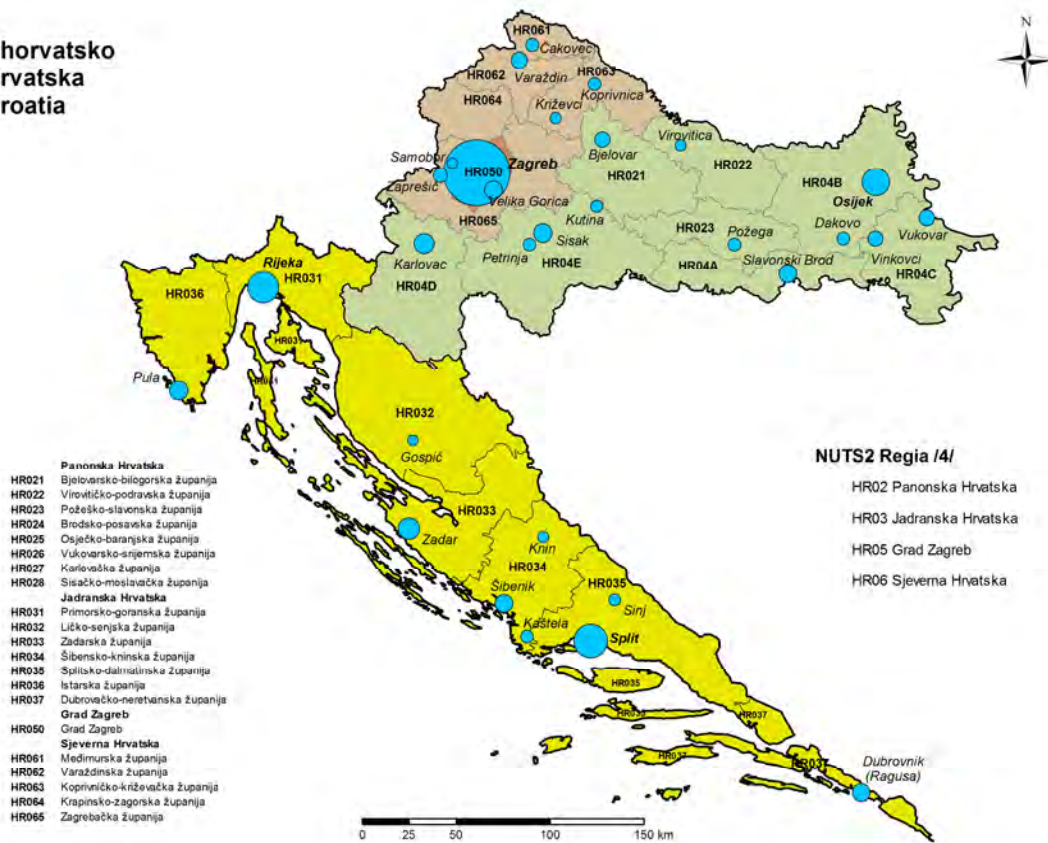 horvatsko
rvatska
roatia
N
HR061
Čakovec
HR062
Varaždin
HR063
Koprivnica
HR064
Križevci
Virovitica
Bjelovar
HR022
Samobor
Zagreb
HR050
HR021
HR04B
Zaprešić
Velika Gorica
Osijek
Kutina
HR065
HR023
Požega
Đakovo
Vukovar
Sisak
Petrinja
HR04E
Karlovac
HR04A
Slavonski Brod
Vinkovci
HR04C
HR04D
Rijeka
HR031
HR036
HR031
Pula
HR032
Gospić
HR033
Zadar
Knin
HR034
Šibenik
HR035
Sinj
Kaštela
Split
HR035
HR037
Dubrovnik
(Ragusa)
NUTS2 Regia /4/
HR02 Panonska Hrvatska
HR03 Jadranska Hrvatska
HR05 Grad Zagreb
HR06 Sjeverna Hrvatska
Panonska Hrvatska
HR021 Bjelovarsko-bilogorska županija
HR022 Virovitičko-podravska županija
HR023 Požeško-slavonska županija
HR024 Brodsko-posavska županija
HR025 Osječko-baranjska županija
HR026 Vukovarsko-srijemska županija
HR027 Karlovačka županija
HR028 Sisačko-moslavačka županija
Jadranska Hrvatska
HR031 Primorsko-goranska županija
HR032 Ličko-senjska županija
HR033 Zadarska županija
HR034 Šibensko-kninska županija
HR035 Splitsko-dalmatinska županija
HR036 Istarska županija
HR037 Dubrovačko-neretvanska županija
Grad Zagreb
HR050 Grad Zagreb
Sjeverna Hrvatska
HR061 Međimurska županija
HR062 Varaždinska županija
HR063 Koprivničko-križevačka županija
HR064 Krapinsko-zagorska županija
HR065 Zagrebačka županija
0 25 50 100 150 km